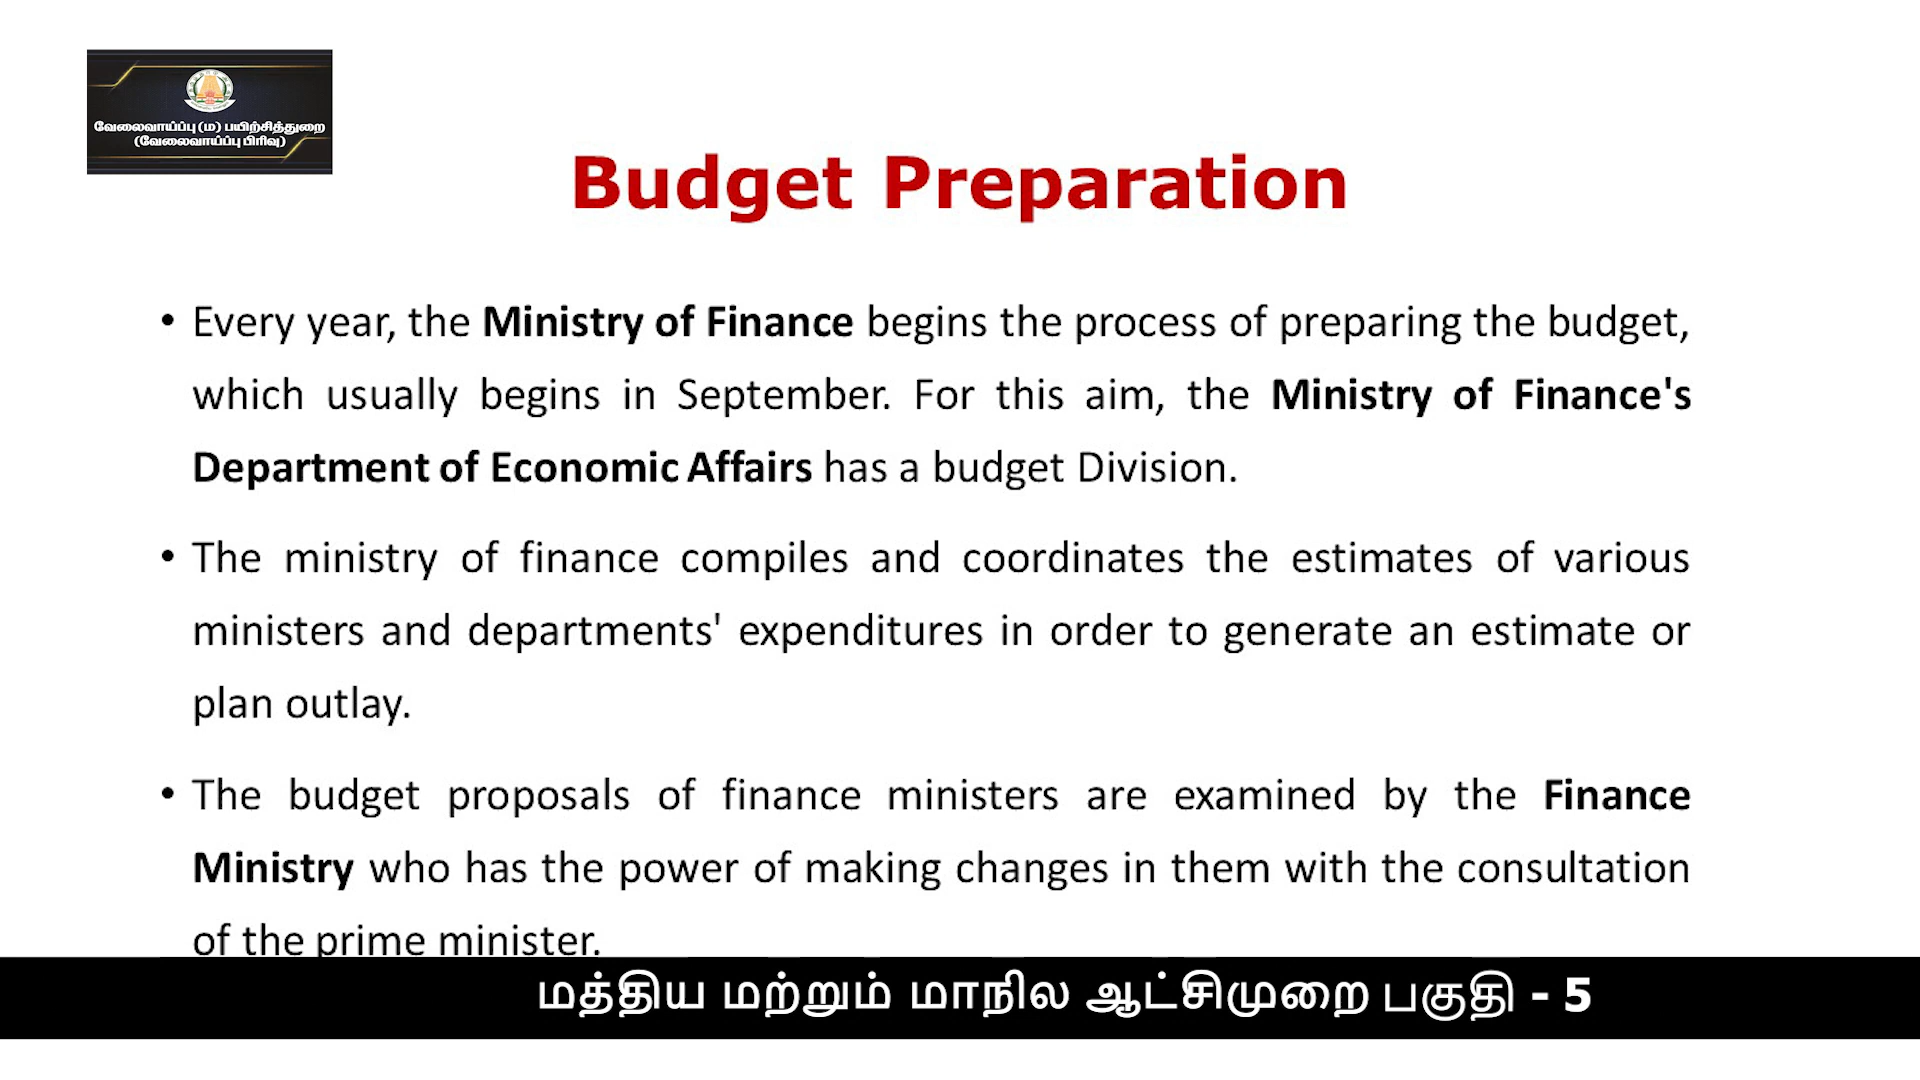 வேலைவாய்ப்பு (ம) பயிற்சித்துறை
(வேலைவாய்ப்பு பிரிவு)
Budget Preparation
• Every year, the Ministry of Finance begins the process of preparing the budget,
which usually begins in September. For this aim, the Ministry of Finance's
Department of Economic Affairs has a budget Division.
• The ministry of finance compiles and coordinates the estimates of various
ministers and departments' expenditures in order to generate an estimate or
plan outlay.
• The budget proposals of finance ministers are examined by the Finance
Ministry who has the power of making changes in them with the consultation
of the prime minister.
மத்திய மற்றும் மாநில ஆட்சிமுறை பகுதி - 5